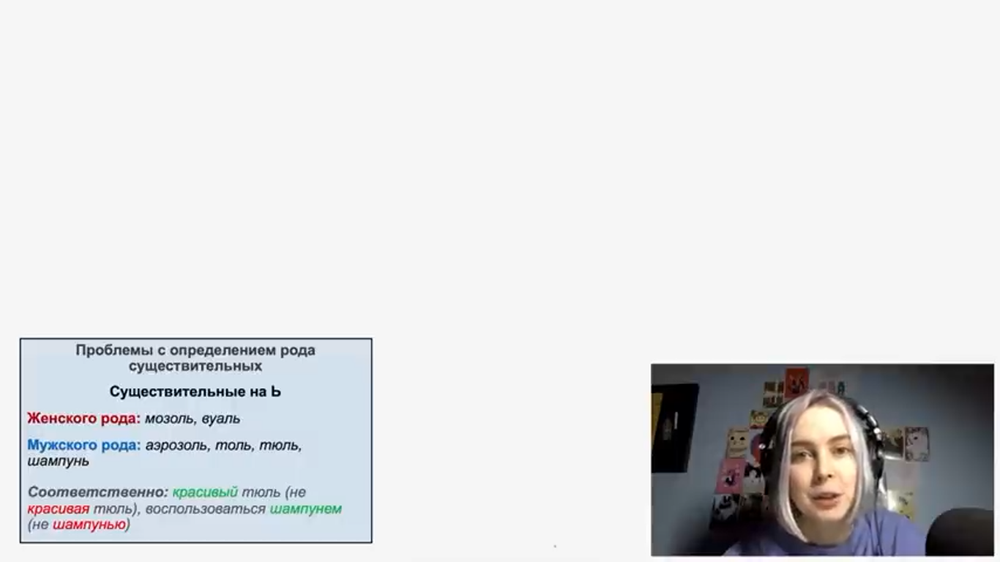 Проблемы с определением рода
существительных
Существительные на Ь
Женского рода: мозоль, вуаль
Мужского рода: аэрозоль, толь, тюль,
шампунь
Соответственно: красивый тюль (не
красивая тюль), воспользоваться шампунем
(не шампунью)